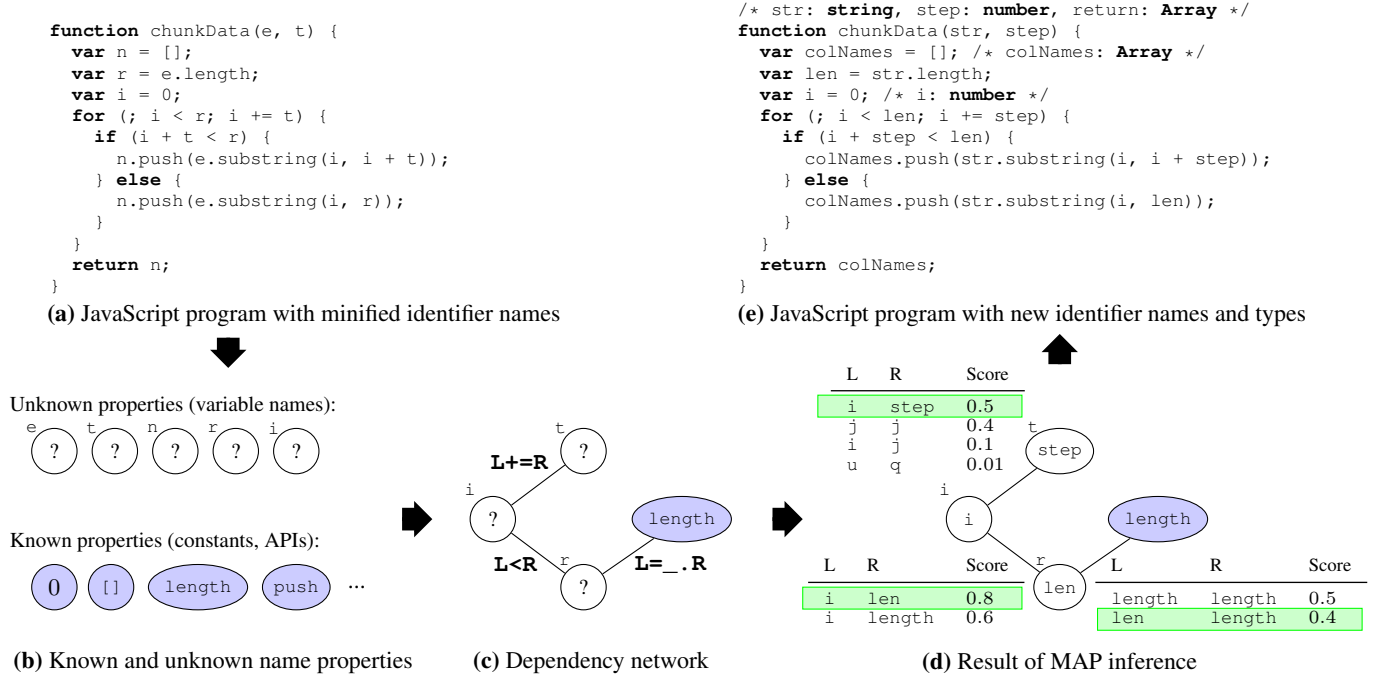 function chunkData(e, t) {
  var n = [];
  var r = e.length;
  var i = 0;
  for (; i < r; i += t) {
    if (i + t < r) {
      n.push(e.substring(i, i + t));
    } else {
      n.push(e.substring(i, r));
    }
  }
  return n;
}
(a) JavaScript program with minified identifier names
/* str: string, step: number, return: Array */
function chunkData(str, step) {
  var colNames = []; /* colNames: Array */
  var len = str.length;
  var i = 0; /* i: number */
  for (; i < len; i += step) {
    if (i + step < len) {
      colNames.push(str.substring(i, i + step));
    } else {
      colNames.push(str.substring(i, len));
    }
  }
  return colNames;
}
(e) JavaScript program with new identifier names and types
Unknown properties (variable names):
e t n r i
? ? ? ? ?
Known properties (constants, APIs):
0 [] length push ...
(b) Known and unknown name properties
t
?
L+=R
i
?
length
L<R
r
?
L=_.R
(c) Dependency network
L R Score
i step 0.5
j j 0.4
i j 0.1
u q 0.01
t
step
i
i
length
r
len
L R Score
i len 0.8
i length 0.6
L R Score
length length 0.5
len length 0.4
(d) Result of MAP inference